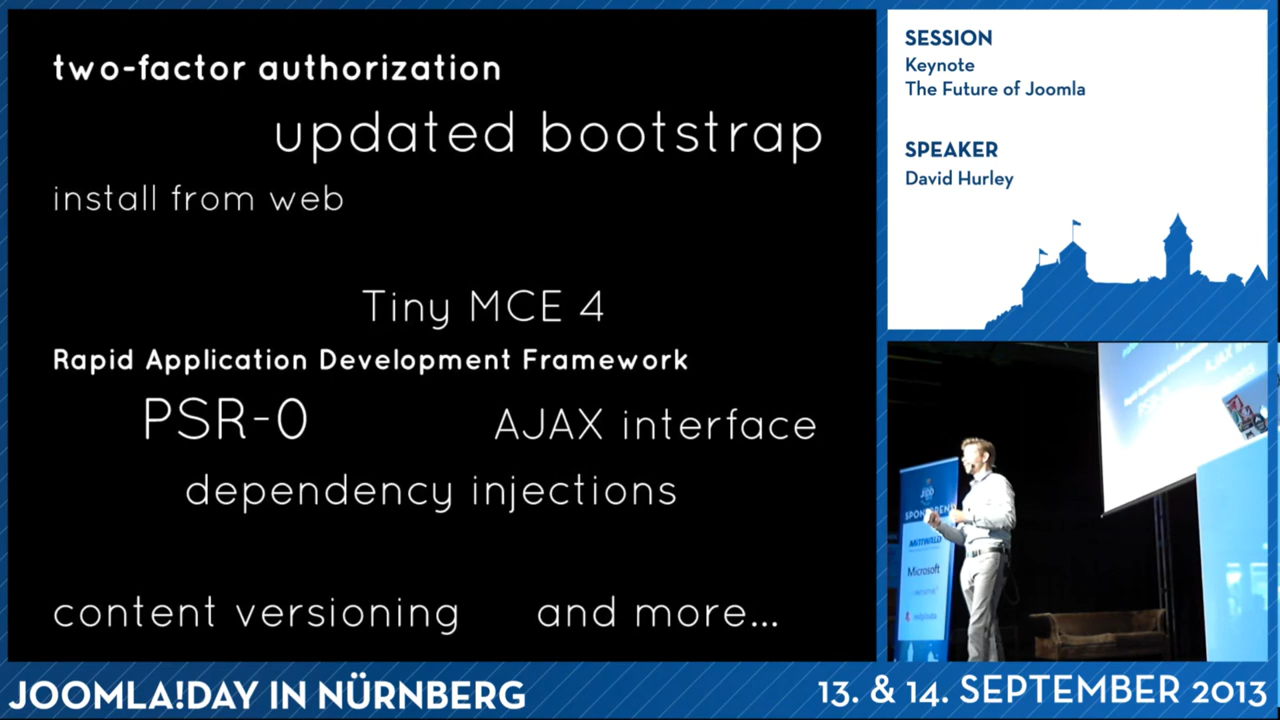 two-factor authorization
updated bootstrap
install from web
Tiny MCE 4
Rapid Application Development Framework
PSR-0
AJAX interface
dependency injections
content versioning
and more...
SESSION
Keynote
The Future of Joomla
SPEAKER
David Hurley
MITTWALD
Microsoft
JOOMLA!DAY IN NÜRNBERG
13. & 14. SEPTEMBER 2013